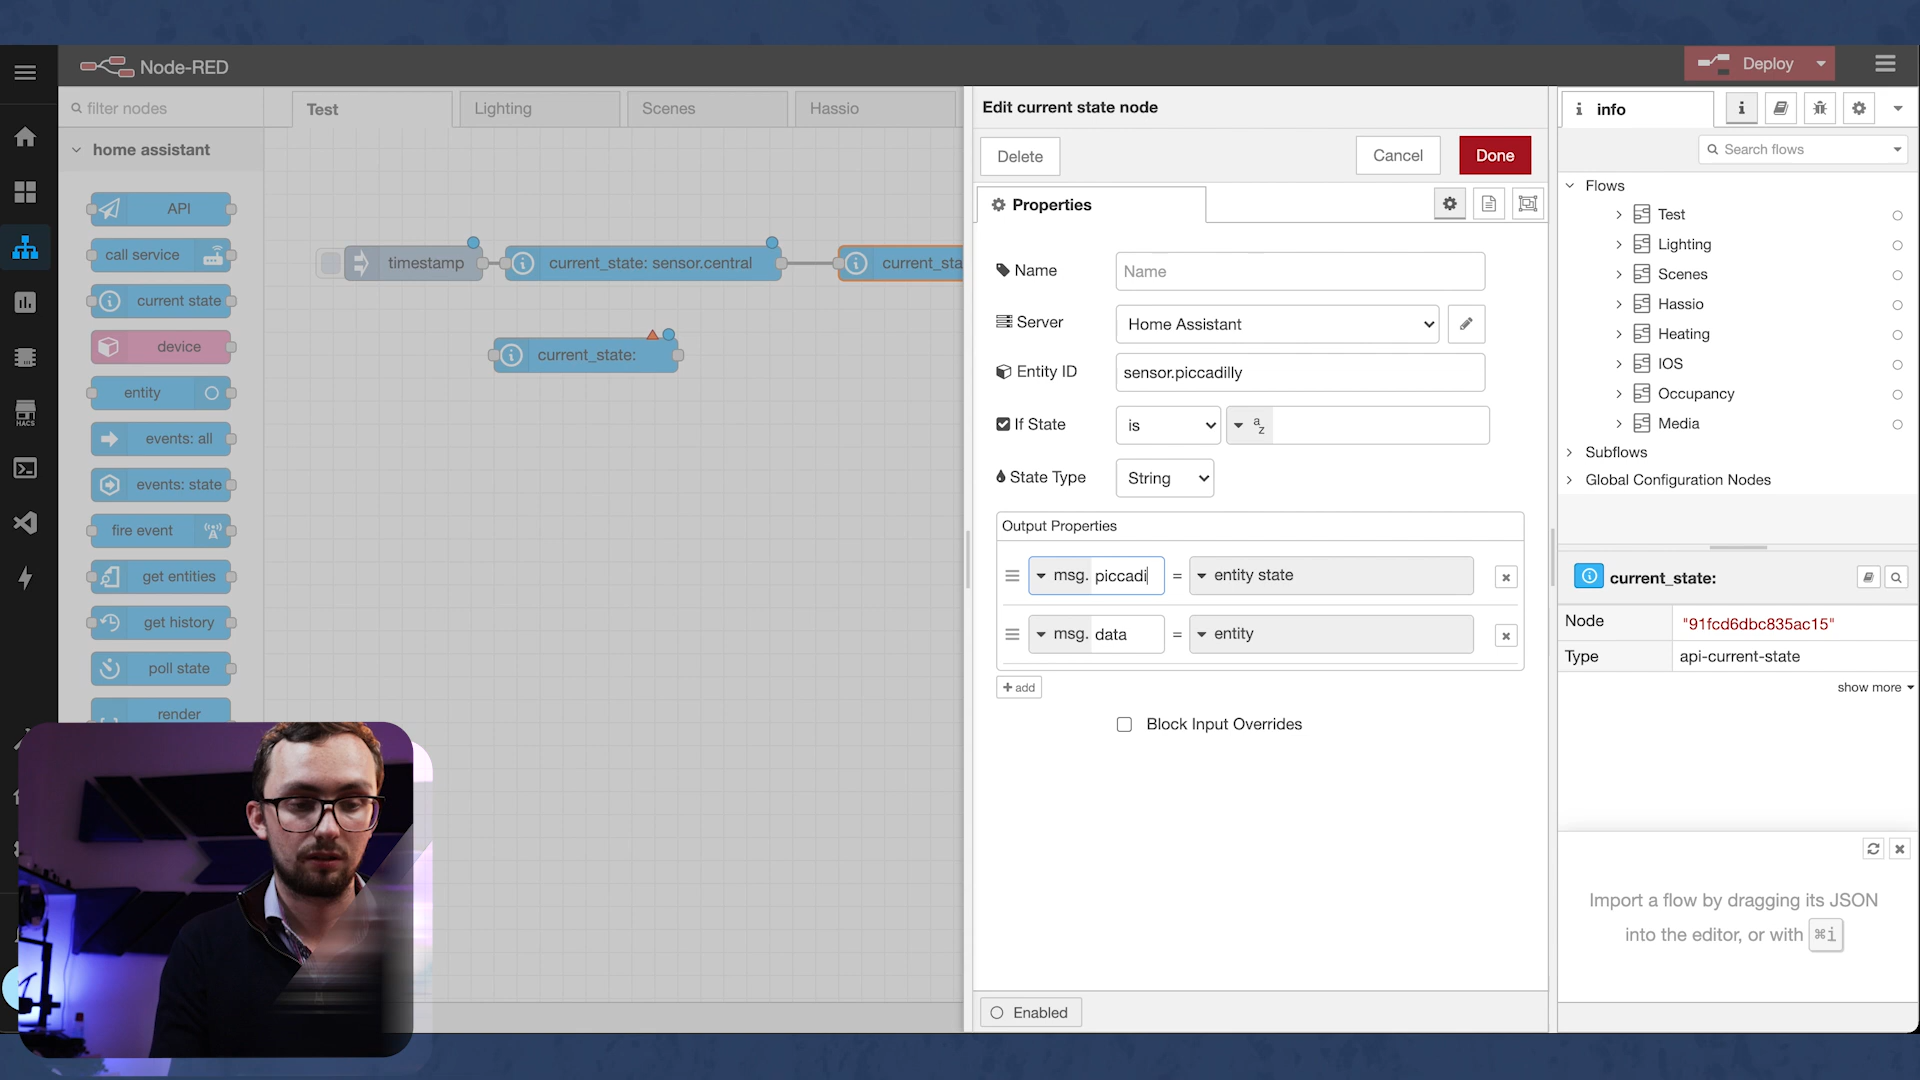 Node-RED
Deploy
filter nodes
Test
Lighting
Scenes
Hassio
home assistant
API
call service
current state
device
entity
events: all
events: state
fire event
get entities
get history
poll state
render
HACS
timestamp
current_state: sensor.central
current_sta
current_state:
Edit current state node
Delete
Cancel
Done
Properties
Name
Name
Server
Home Assistant
Entity ID
sensor.piccadilly
If State
is
a
z
State Type
String
Output Properties
msg. piccadi = entity state
msg. data = entity
+ add
Block Input Overrides
Enabled
i info
Search flows
Flows
Test
Lighting
Scenes
Hassio
Heating
IOS
Occupancy
Media
Subflows
Global Configuration Nodes
current_state:
Node "91fcd6dbc835ac15"
Type api-current-state
show more
Import a flow by dragging its JSON
into the editor, or with ⌘i